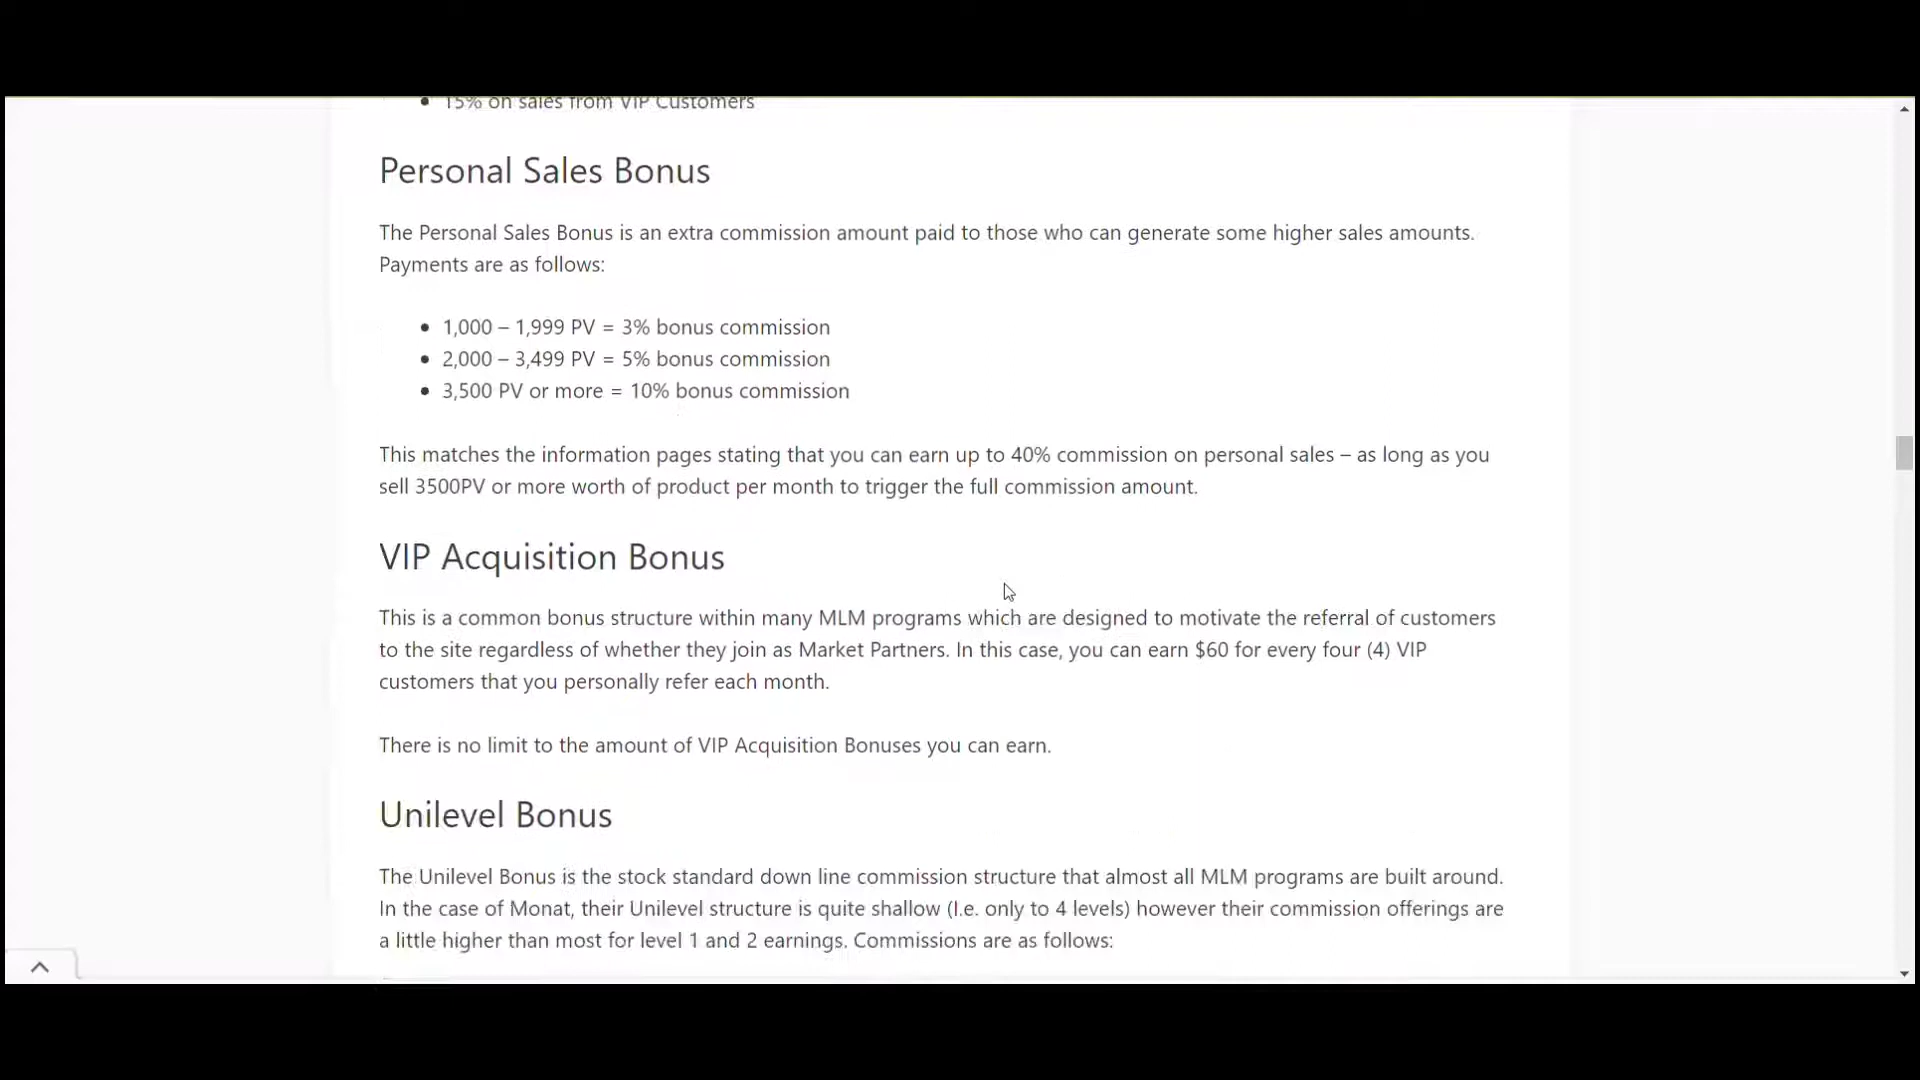 • 15% on sales from VIP Customers
Personal Sales Bonus
The Personal Sales Bonus is an extra commission amount paid to those who can generate some higher sales amounts.
Payments are as follows:
• 1,000 – 1,999 PV = 3% bonus commission
• 2,000 – 3,499 PV = 5% bonus commission
• 3,500 PV or more = 10% bonus commission
This matches the information pages stating that you can earn up to 40% commission on personal sales – as long as you
sell 3500PV or more worth of product per month to trigger the full commission amount.
VIP Acquisition Bonus
This is a common bonus structure within many MLM programs which are designed to motivate the referral of customers
to the site regardless of whether they join as Market Partners. In this case, you can earn $60 for every four (4) VIP
customers that you personally refer each month.
There is no limit to the amount of VIP Acquisition Bonuses you can earn.
Unilevel Bonus
The Unilevel Bonus is the stock standard down line commission structure that almost all MLM programs are built around.
In the case of Monat, their Unilevel structure is quite shallow (I.e. only to 4 levels) however their commission offerings are
a little higher than most for level 1 and 2 earnings. Commissions are as follows: